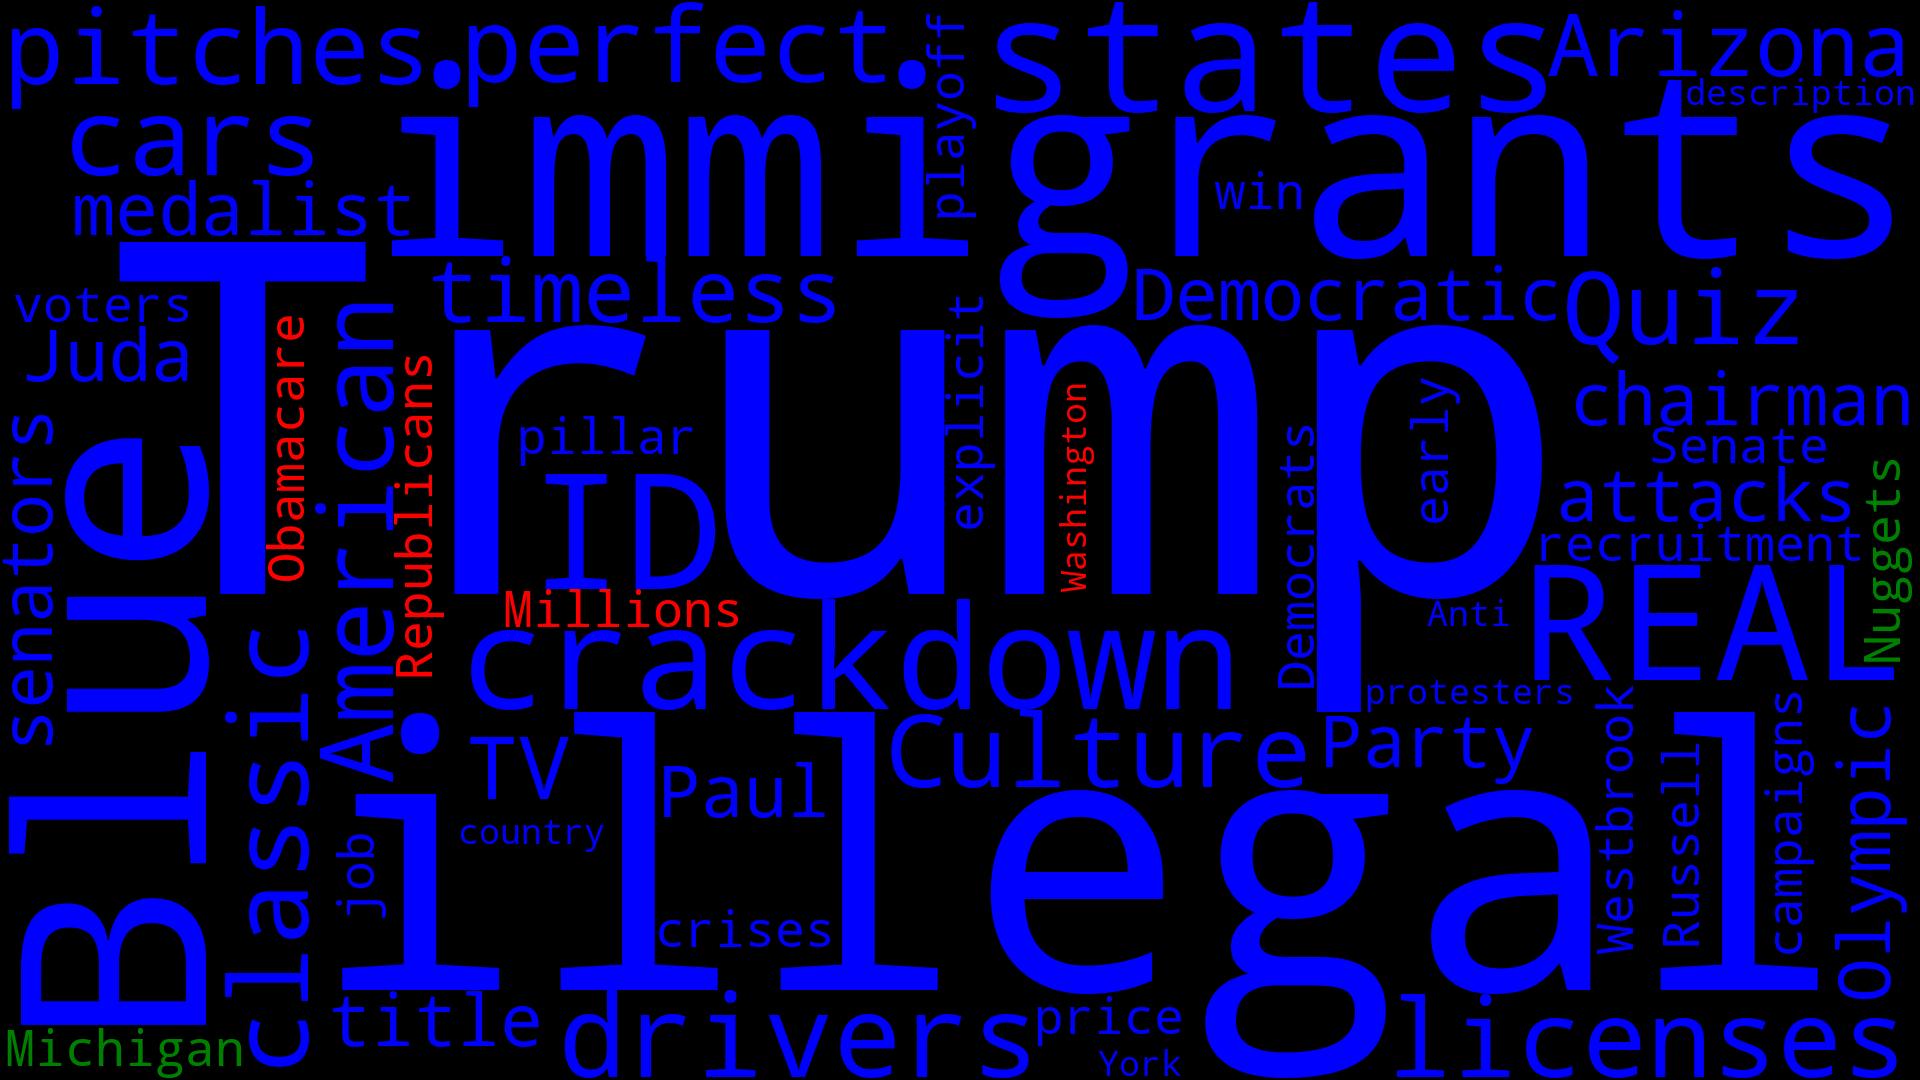 pitches. perfect. states Arizona
description
cars immigrants
playoff
win
medalist
timeless
Democratic
Quiz
voters
Juda
Trump
Obamacare
American
Republicans
explicit
Washington
early
Democrats
chairman
pillar
Senate
ID
attacks
Nuggets
recruitment
REAL
senators
Blue
Millions
crackdown
Anti
protesters
classic
illegal
TV
Paul
Culture
Party
Westbrook
Russell
campaigns
Olympic
country
job
crises
Michigan
title
drivers
price
York
licenses